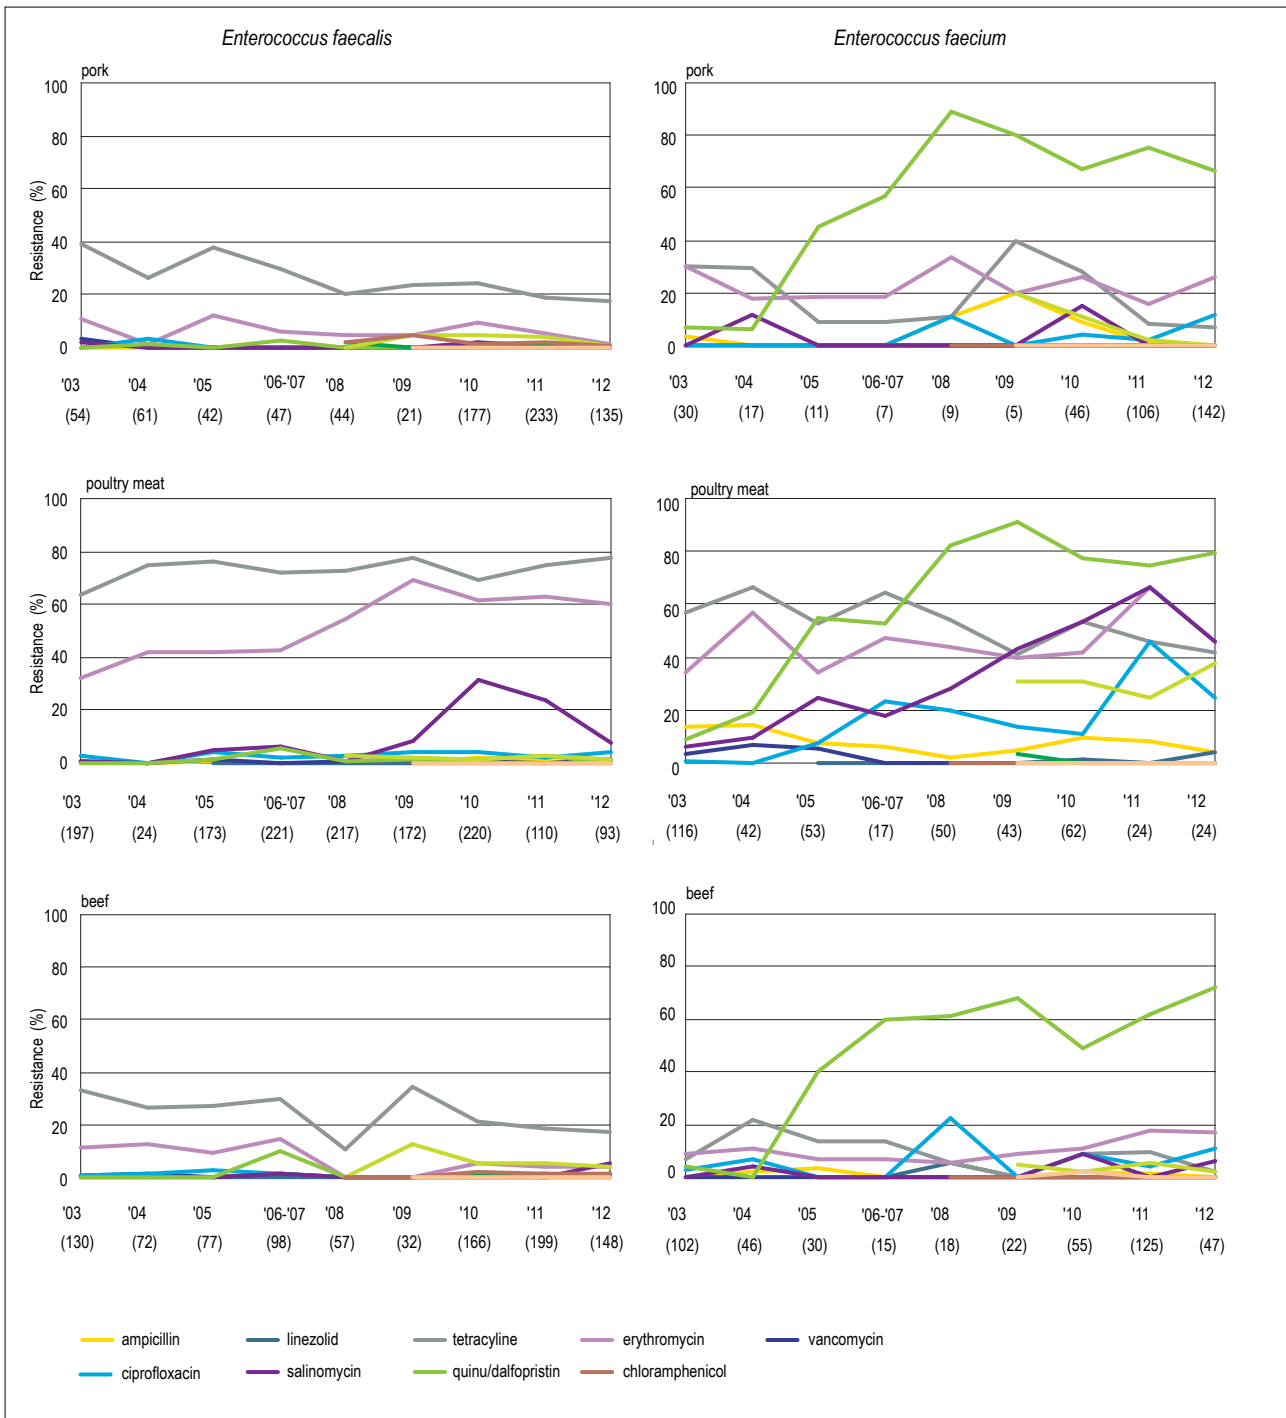 Enterococcus faecalis
Enterococcus faecium
pork
100
80
60
40
20
0
Resistance (%)
'03 '04 '05 '06-'07 '08 '09 '10 '11 '12
(54) (61) (42) (47) (44) (21) (177) (233) (135)
pork
100
80
60
40
20
0
'03 '04 '05 '06-'07 '08 '09 '10 '11 '12
(30) (17) (11) (7) (9) (5) (46) (106) (142)
poultry meat
100
80
60
40
20
0
Resistance (%)
'03 '04 '05 '06-'07 '08 '09 '10 '11 '12
(197) (24) (173) (221) (217) (172) (220) (110) (93)
poultry meat
100
80
60
40
20
0
'03 '04 '05 '06-'07 '08 '09 '10 '11 '12
(116) (42) (53) (17) (50) (43) (62) (24) (24)
beef
100
80
60
40
20
0
Resistance (%)
'03 '04 '05 '06-'07 '08 '09 '10 '11 '12
(130) (72) (77) (98) (57) (32) (166) (199) (148)
beef
100
80
60
40
20
0
'03 '04 '05 '06-'07 '08 '09 '10 '11 '12
(102) (46) (30) (15) (18) (22) (55) (125) (47)
ampicillin linezolid tetracyline erythromycin vancomycin
ciprofloxacin salinomycin quinu/dalfopristin chloramphenicol